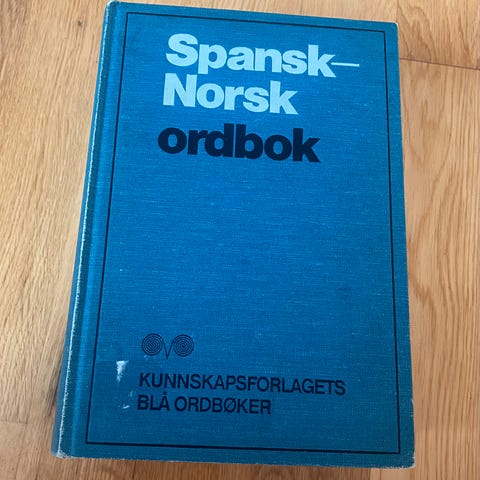 Spansk–
Norsk
ordbok
KUNNSKAPSFORLAGETS
BLÅ ORDBØKER